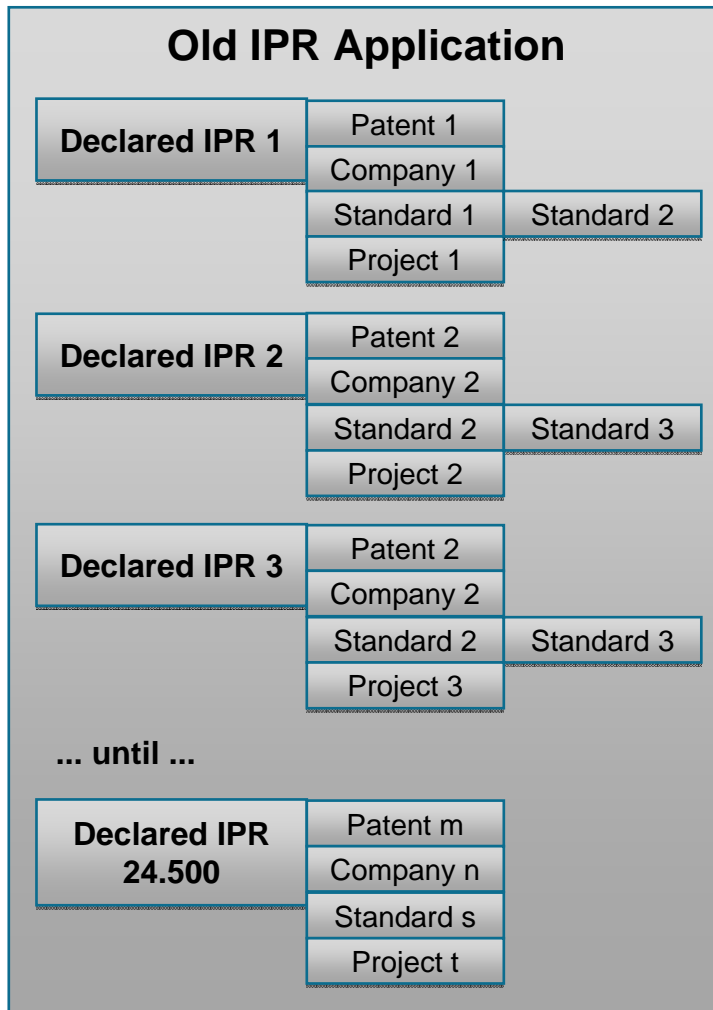 Old IPR Application
Declared IPR 1
Patent 1
Company 1
Standard 1 Standard 2
Project 1
Declared IPR 2
Patent 2
Company 2
Standard 2 Standard 3
Project 2
Declared IPR 3
Patent 2
Company 2
Standard 2 Standard 3
Project 3
... until ...
Declared IPR
24.500
Patent m
Company n
Standard s
Project t